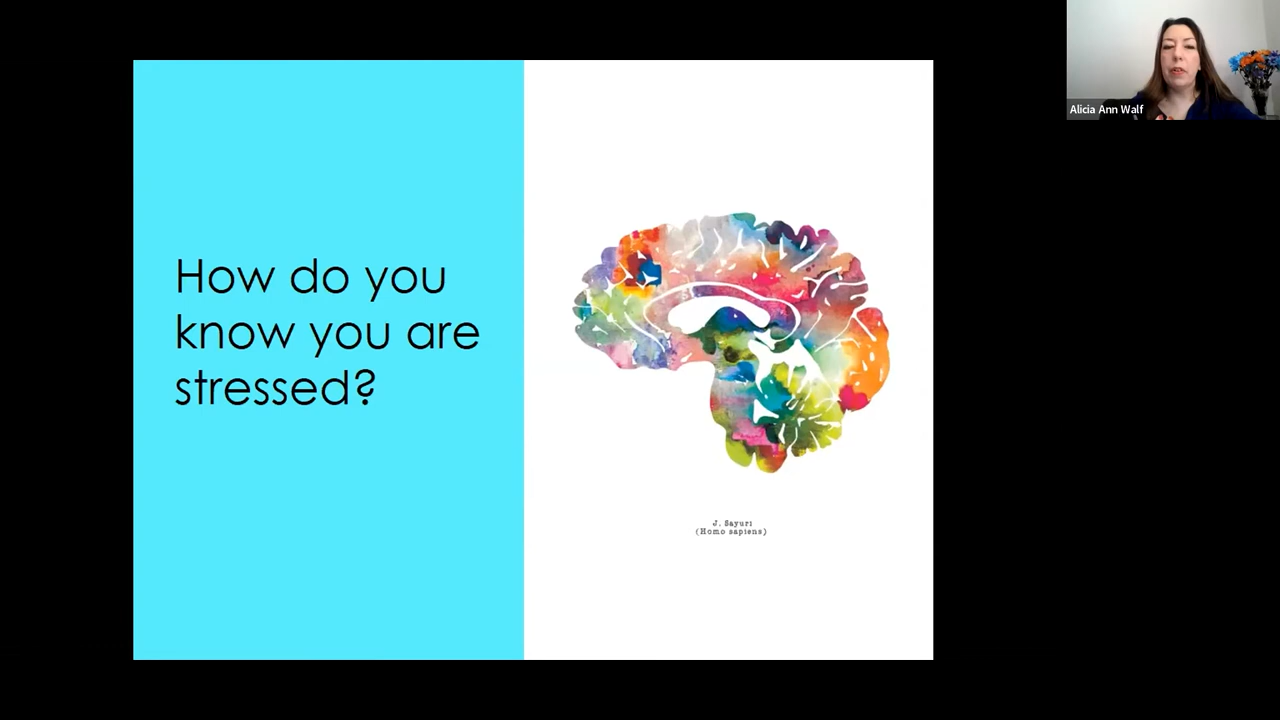 How do you
know you are
stressed?
J. Sayuri
(Homo sapiens)
Alicia Ann Walf